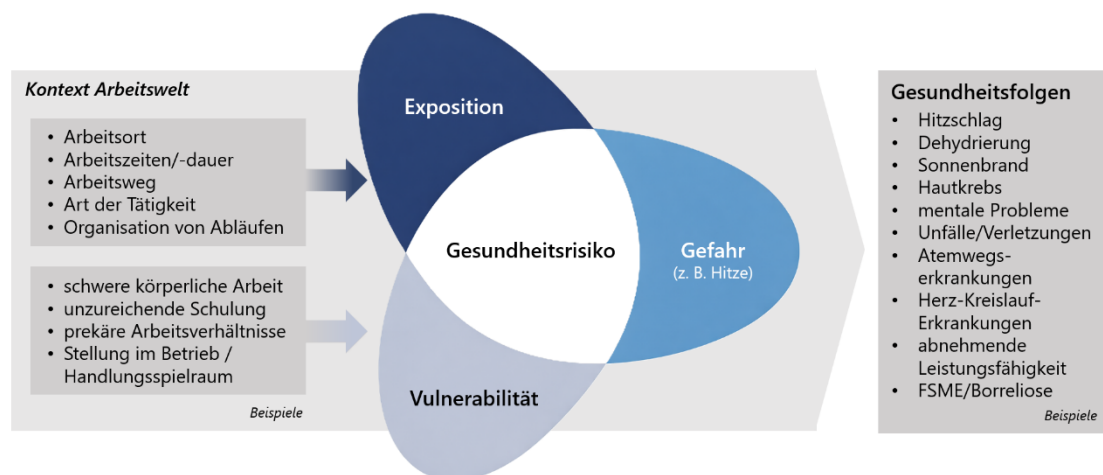 Kontext Arbeitswelt
• Arbeitsort
• Arbeitszeiten/-dauer
• Arbeitsweg
• Art der Tätigkeit
• Organisation von Abläufen
• schwere körperliche Arbeit
• unzureichende Schulung
• prekäre Arbeitsverhältnisse
• Stellung im Betrieb /
Handlungsspielraum
Beispiele
Exposition
Gesundheitsrisiko
Gefahr
(z. B. Hitze)
Vulnerabilität
Gesundheitsfolgen
• Hitzschlag
• Dehydrierung
• Sonnenbrand
• Hautkrebs
• mentale Probleme
• Unfälle/Verletzungen
• Atemwegs-
erkrankungen
• Herz-Kreislauf-
Erkrankungen
• abnehmende
Leistungsfähigkeit
• FSME/Borreliose
Beispiele